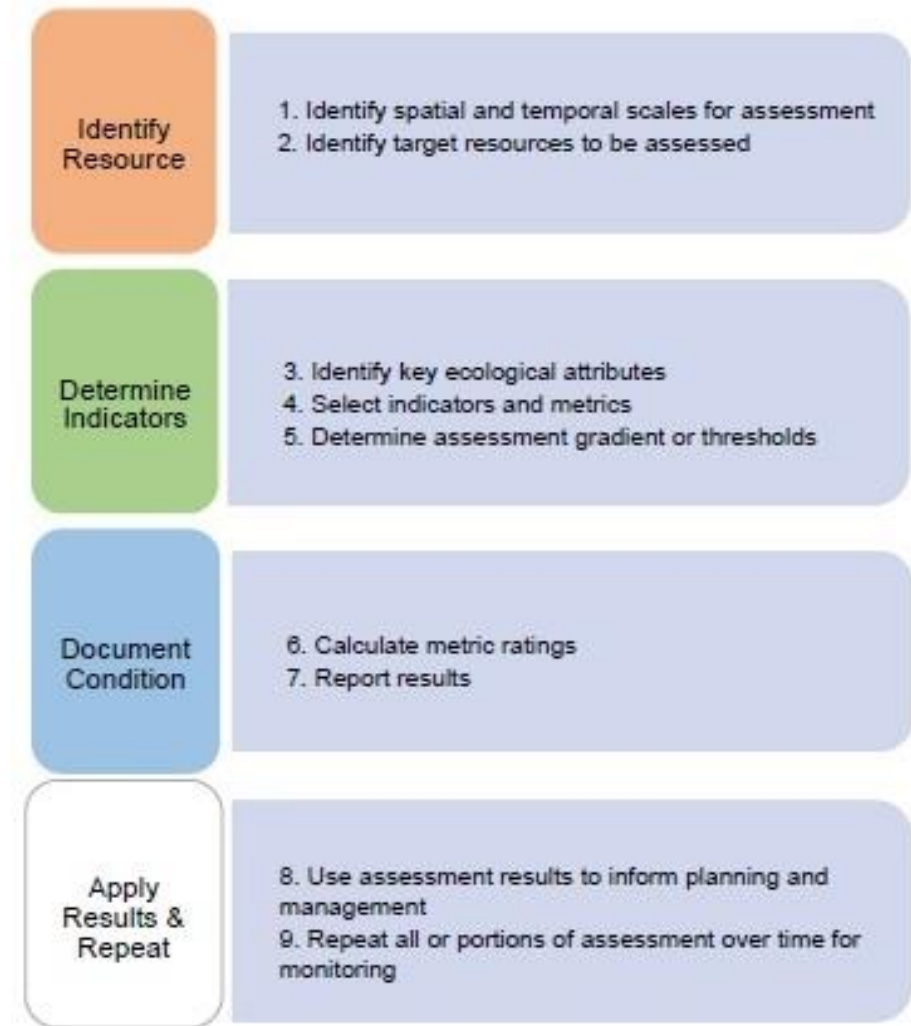 Identify
Resource
1. Identify spatial and temporal scales for assessment
2. Identify target resources to be assessed
Determine
Indicators
3. Identify key ecological attributes
4. Select indicators and metrics
5. Determine assessment gradient or thresholds
Document
Condition
6. Calculate metric ratings
7. Report results
Apply
Results &
Repeat
8. Use assessment results to inform planning and
management
9. Repeat all or portions of assessment over time for
monitoring